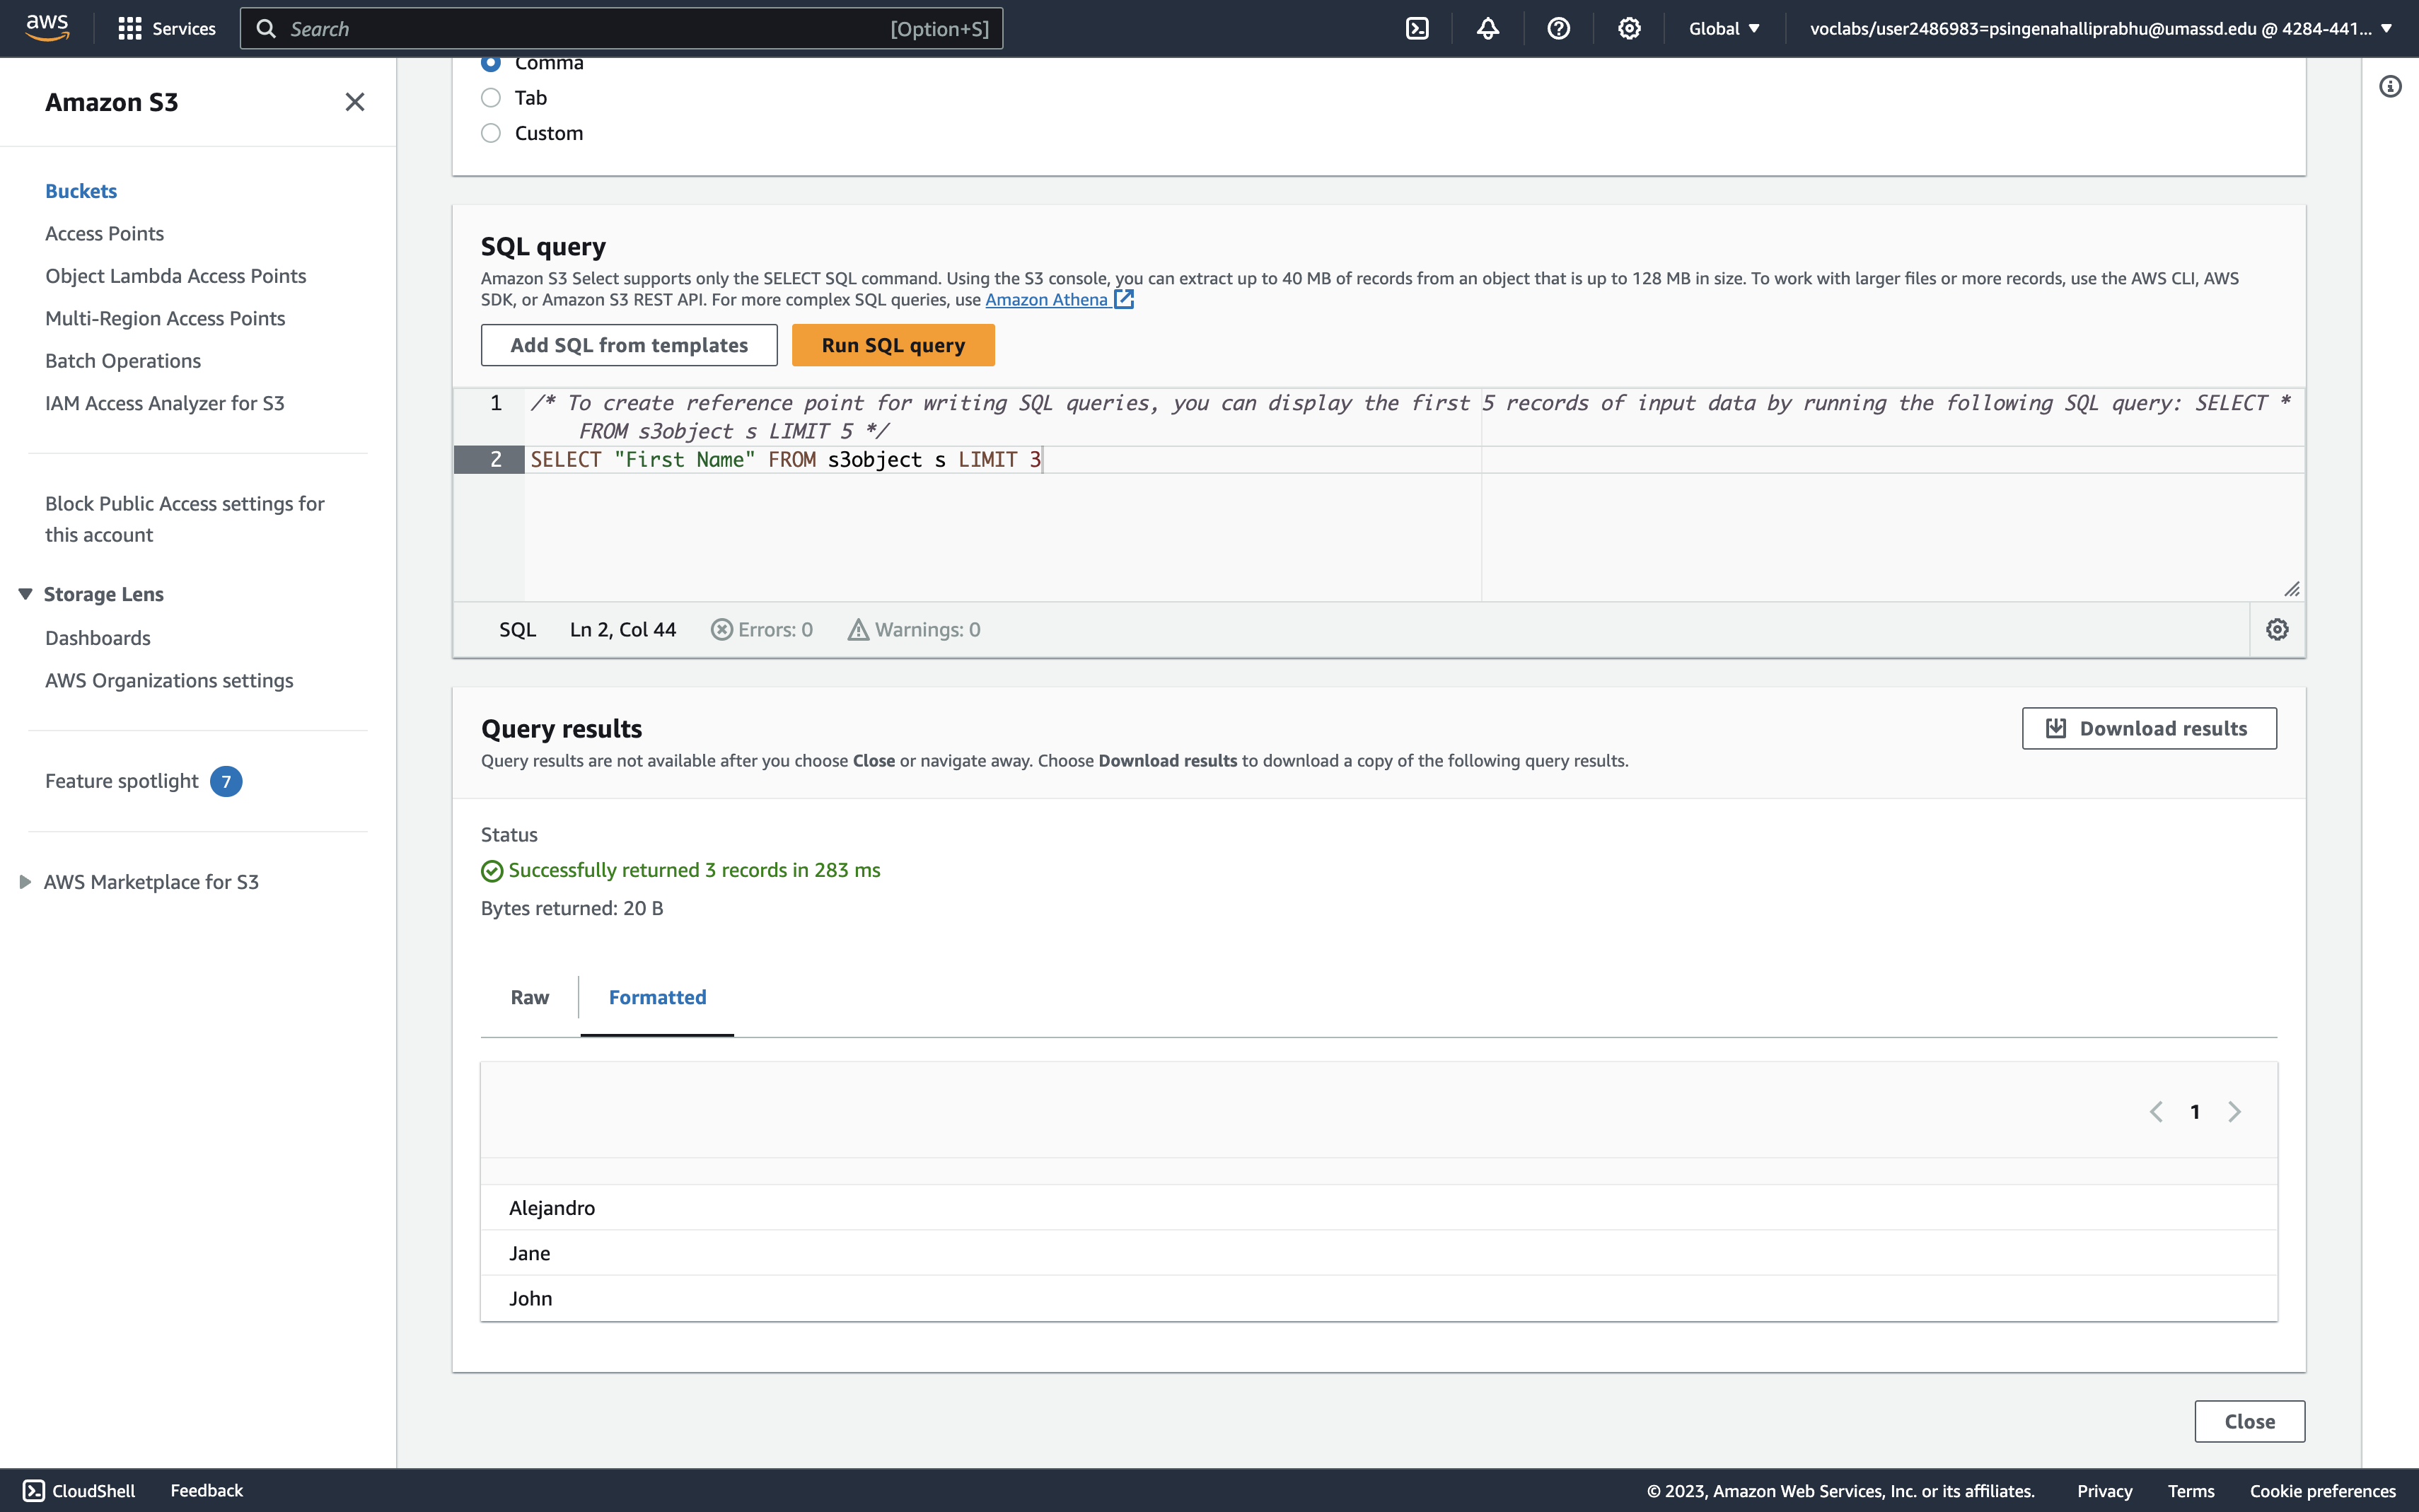 aws
Services
Search
[Option+S]
Global
voclabs/user2486983=psingenahalliprabhu@umassd.edu @ 4284-441...
Amazon S3
Buckets
Access Points
Object Lambda Access Points
Multi-Region Access Points
Batch Operations
IAM Access Analyzer for S3
Block Public Access settings for
this account
Storage Lens
Dashboards
AWS Organizations settings
Feature spotlight 7
AWS Marketplace for S3
Comma
Tab
Custom
SQL query
Amazon S3 Select supports only the SELECT SQL command. Using the S3 console, you can extract up to 40 MB of records from an object that is up to 128 MB in size. To work with larger files or more records, use the AWS CLI, AWS
SDK, or Amazon S3 REST API. For more complex SQL queries, use Amazon Athena
Add SQL from templates
Run SQL query
1 /* To create reference point for writing SQL queries, you can display the first 5 records of input data by running the following SQL query: SELECT *
FROM s3object s LIMIT 5 */
2 SELECT "First Name" FROM s3object s LIMIT 3
SQL Ln 2, Col 44 Errors: 0 Warnings: 0
Query results
Download results
Query results are not available after you choose Close or navigate away. Choose Download results to download a copy of the following query results.
Status
Successfully returned 3 records in 283 ms
Bytes returned: 20 B
Raw
Formatted
1
Alejandro
Jane
John
Close
CloudShell
Feedback
© 2023, Amazon Web Services, Inc. or its affiliates.
Privacy
Terms
Cookie preferences